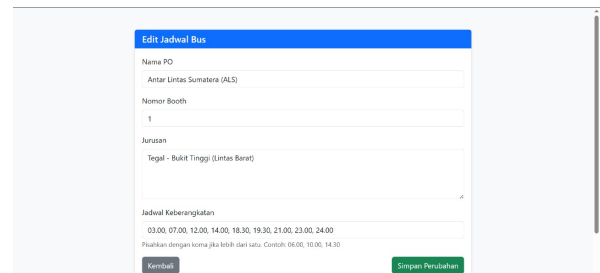 Edit Jadwal Bus
Nama PO
Antar Lintas Sumatera (ALS)
Nomor Booth
1
Jurusan
Tegal - Bukit Tinggi (Lintas Barat)
Jadwal Keberangkatan
03.00, 07.00, 12.00, 14.00, 18.30, 19.30, 21.00, 23.00, 24.00
Pisahkan dengan koma jika lebih dari satu. Contoh: 06.00, 10.00, 14.30
Kembali
Simpan Perubahan